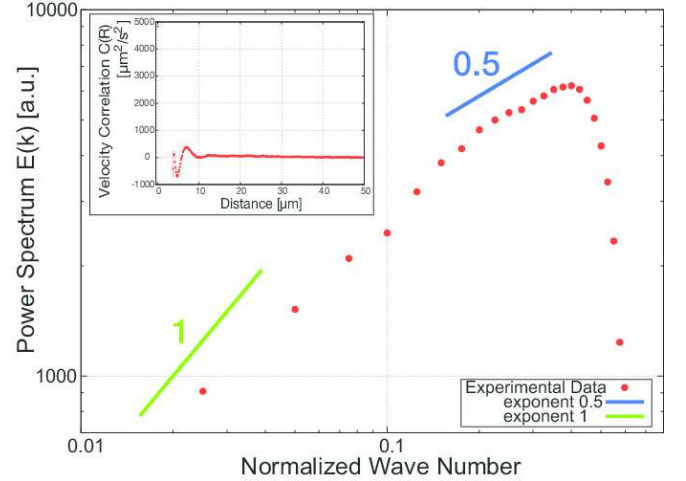 10000
1000
Power Spectrum E(k) [a.u.]
Velocity Correlation C(R)
[μm²/s²]
5000
4000
3000
2000
1000
0
-1000
0 10 20 30 40 50
Distance [μm]
0.5
1
Experimental Data
exponent 0.5
exponent 1
0.01 0.1
Normalized Wave Number